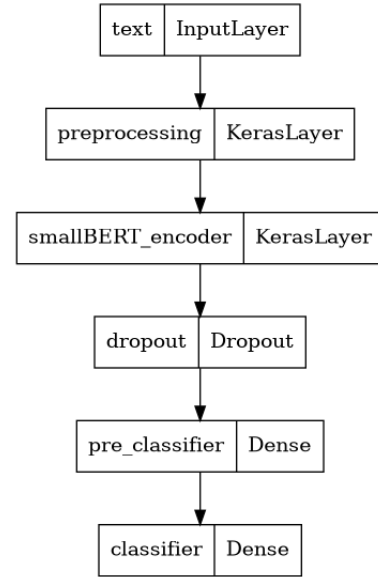 text InputLayer
preprocessing KerasLayer
smallBERT_encoder KerasLayer
dropout Dropout
pre_classifier Dense
classifier Dense